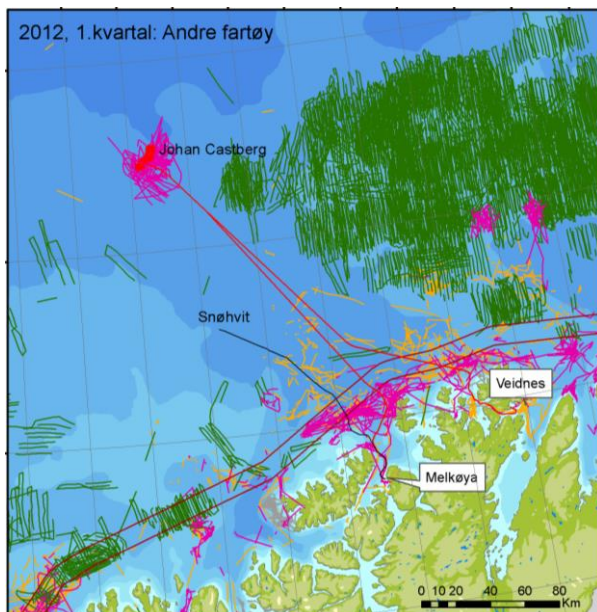 2012, 1.kvartal: Andre fartøy
Johan Castberg
Snøhvit
Veidnes
Melkøya
0 10 20 40 60 80
Km